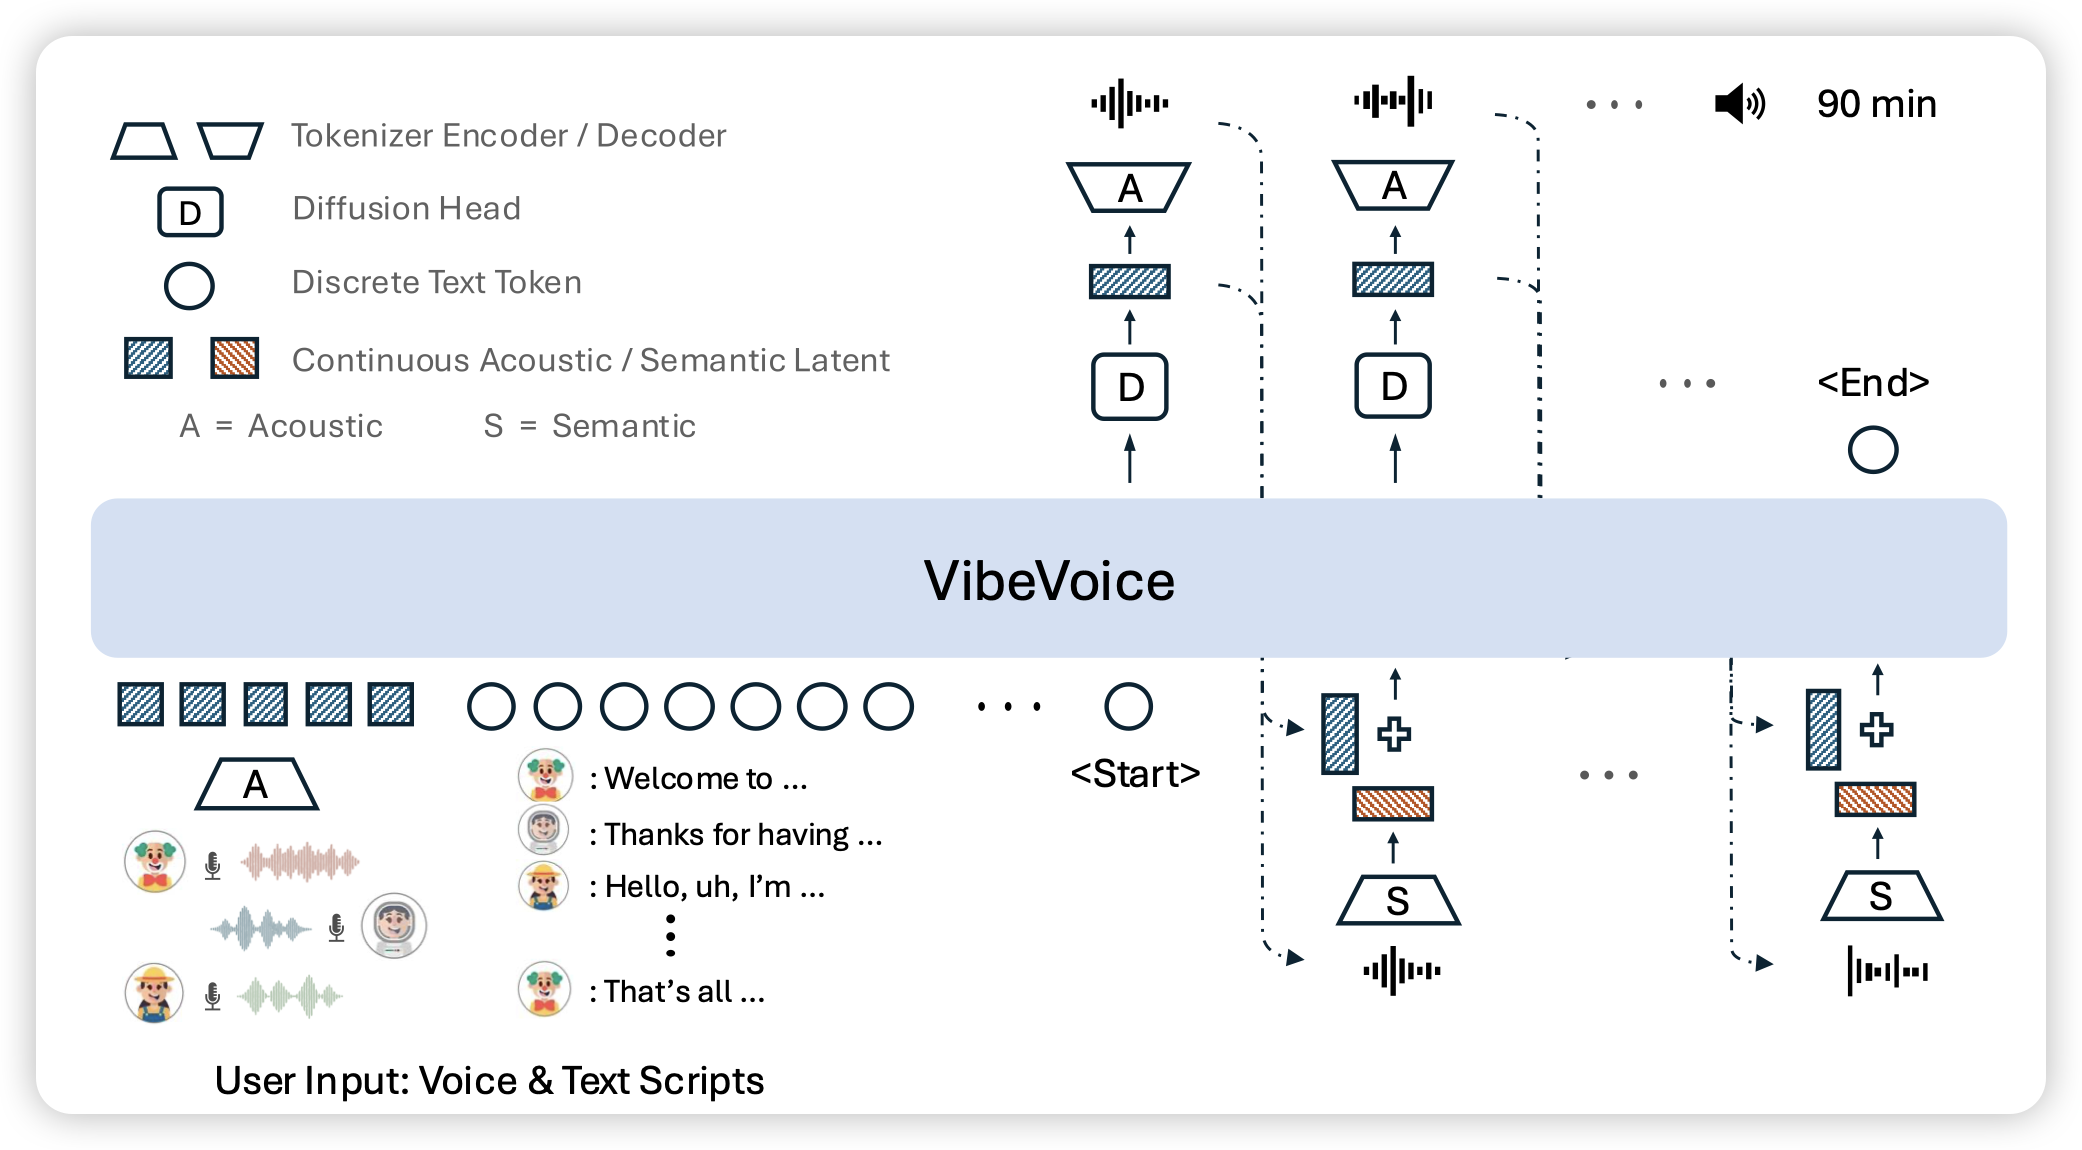 Tokenizer Encoder / Decoder
D
Diffusion Head
Discrete Text Token
Continuous Acoustic / Semantic Latent
A = Acoustic
S = Semantic
90 min
A
A
D
D
<End>
VibeVoice
<Start>
A
: Welcome to ...
: Thanks for having ...
: Hello, uh, I'm ...
: That's all ...
S
S
User Input: Voice & Text Scripts